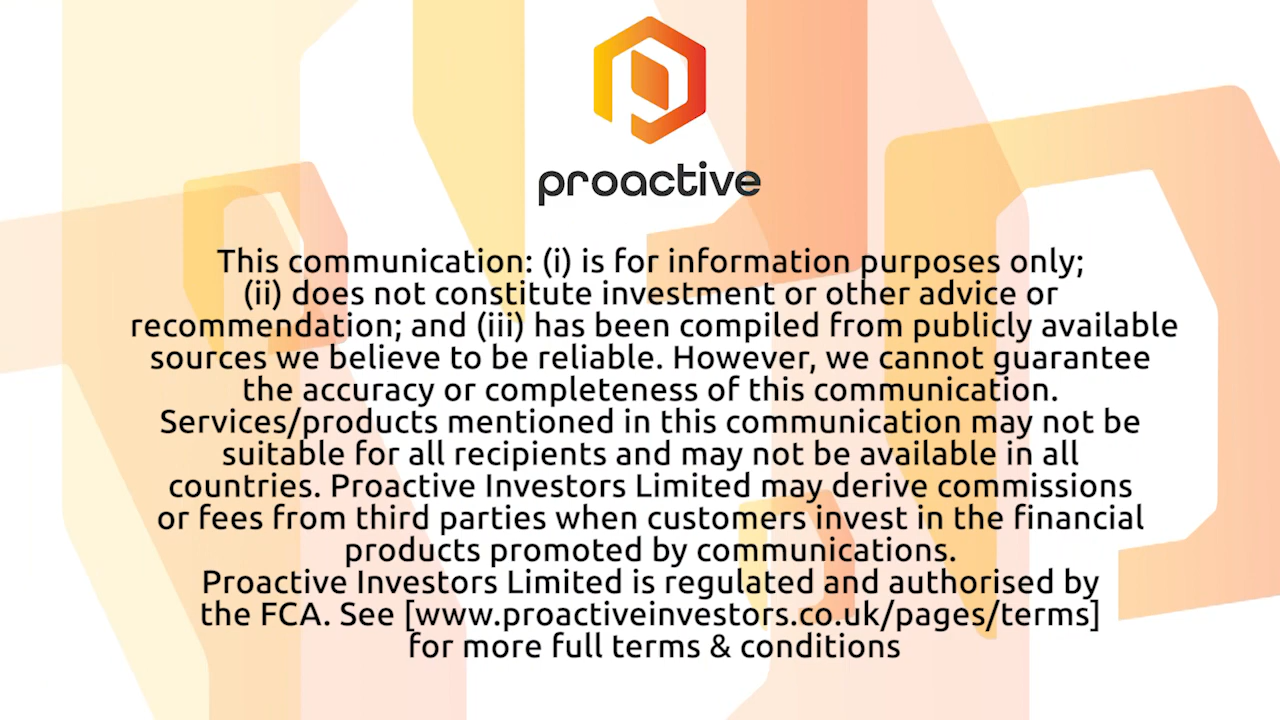 proactive
This communication: (i) is for information purposes only;
(ii) does not constitute investment or other advice or
recommendation; and (iii) has been compiled from publicly available
sources we believe to be reliable. However, we cannot guarantee
the accuracy or completeness of this communication.
Services/products mentioned in this communication may not be
suitable for all recipients and may not be available in all
countries. Proactive Investors Limited may derive commissions
or fees from third parties when customers invest in the financial
products promoted by communications.
Proactive Investors Limited is regulated and authorised by
the FCA. See [www.proactiveinvestors.co.uk/pages/terms]
for more full terms & conditions